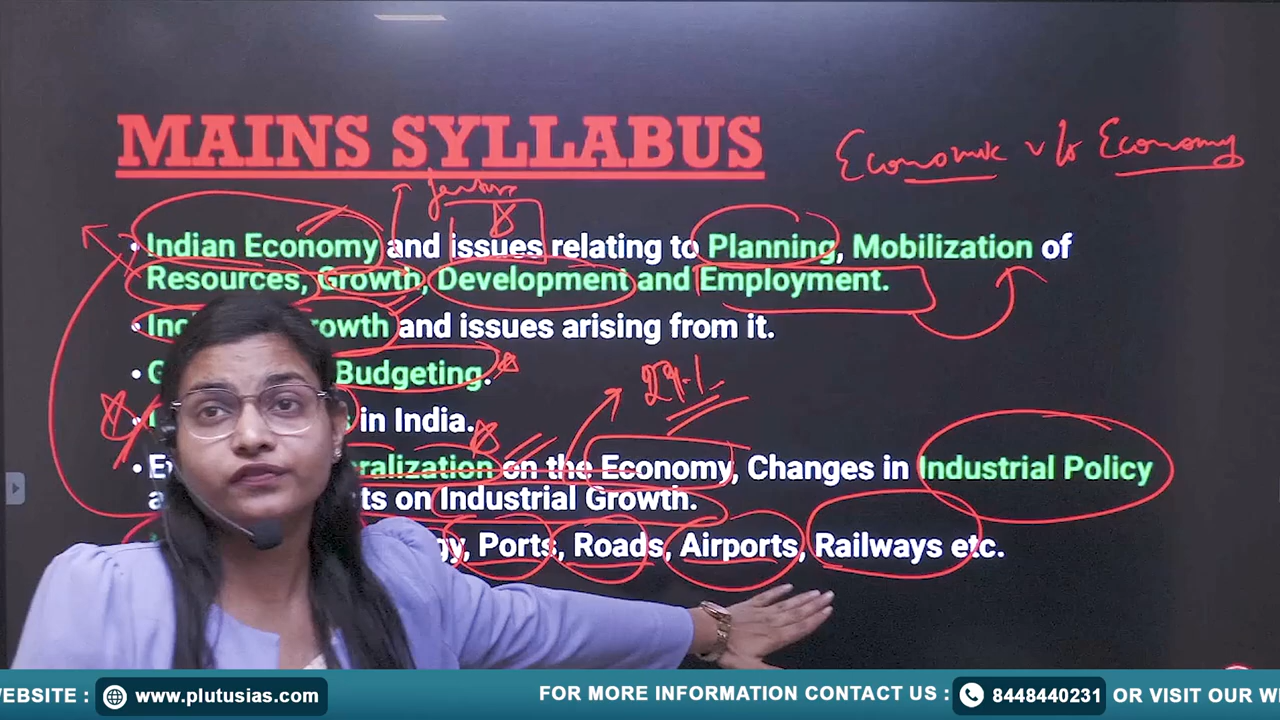 MAINS SYLLABUS
Economic v/s Economy
• Indian Economy and issues relating to Planning, Mobilization of
Resources, Growth, Development and Employment.
• Growth and issues arising from it.
• Budgeting.
• in India.
• on the Economy, Changes in Industrial Policy
on Industrial Growth.
Ports, Roads, Airports, Railways etc.
WEBSITE : www.plutusias.com FOR MORE INFORMATION CONTACT US : 8448440231 OR VISIT OUR